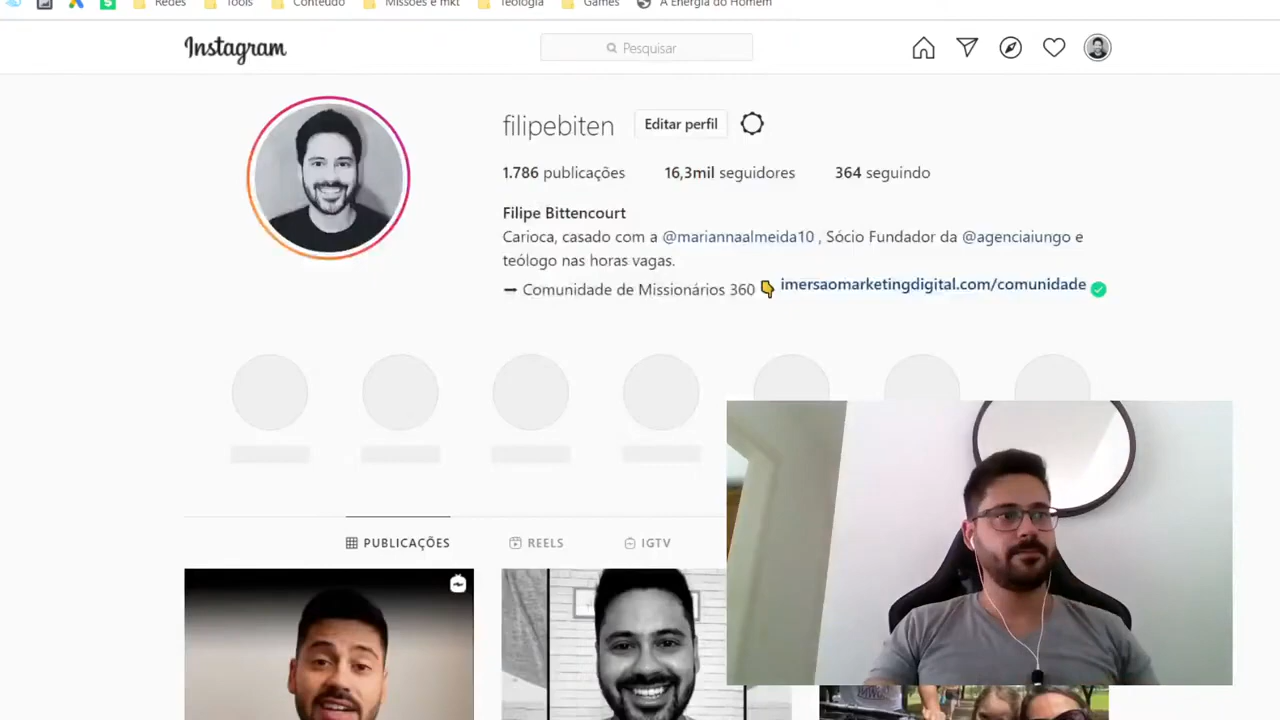 Redes Tools Conteúdo Missões e mkt Teologia Games A Energia do Homem
Instagram
Pesquisar
filipebiten
Editar perfil
1.786 publicações 16,3mil seguidores 364 seguindo
Filipe Bittencourt
Carioca, casado com a @mariannaalmeida10 , Sócio Fundador da @agenciaiungo e
teólogo nas horas vagas.
➖ Comunidade de Missionários 360 👇 imersaomarketingdigital.com/comunidade
PUBLICAÇÕES REELS IGTV